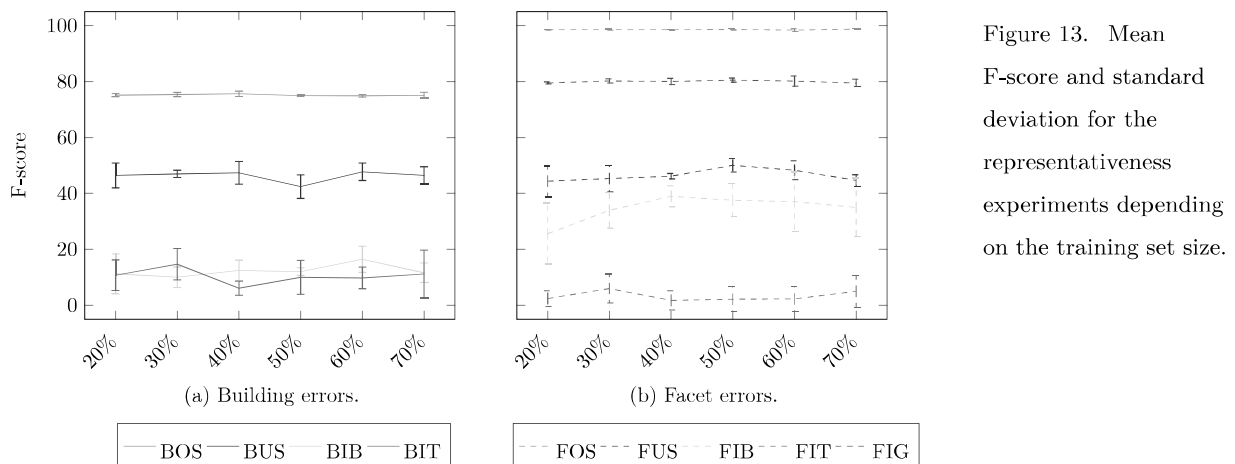 100
80
60
40
20
0
F-score
20% 30% 40% 50% 60% 70%
20% 30% 40% 50% 60% 70%
(a) Building errors.
(b) Facet errors.
BOS BUS BIB BIT
FOS FUS FIB FIT FIG
Figure 13. Mean
F-score and standard
deviation for the
representativeness
experiments depending
on the training set size.